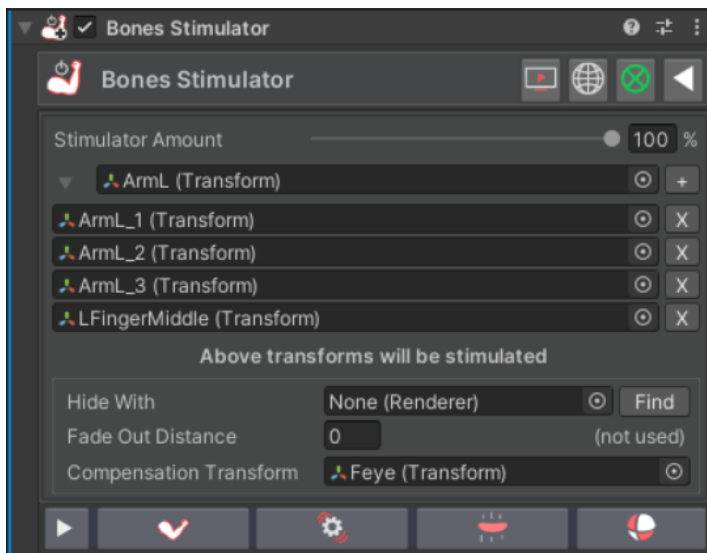 Bones Stimulator
Bones Stimulator
Stimulator Amount 100 %
ArmL (Transform) +
ArmL_1 (Transform) X
ArmL_2 (Transform) X
ArmL_3 (Transform) X
LFingerMiddle (Transform) X
Above transforms will be stimulated
Hide With None (Renderer) Find
Fade Out Distance 0 (not used)
Compensation Transform Feye (Transform)